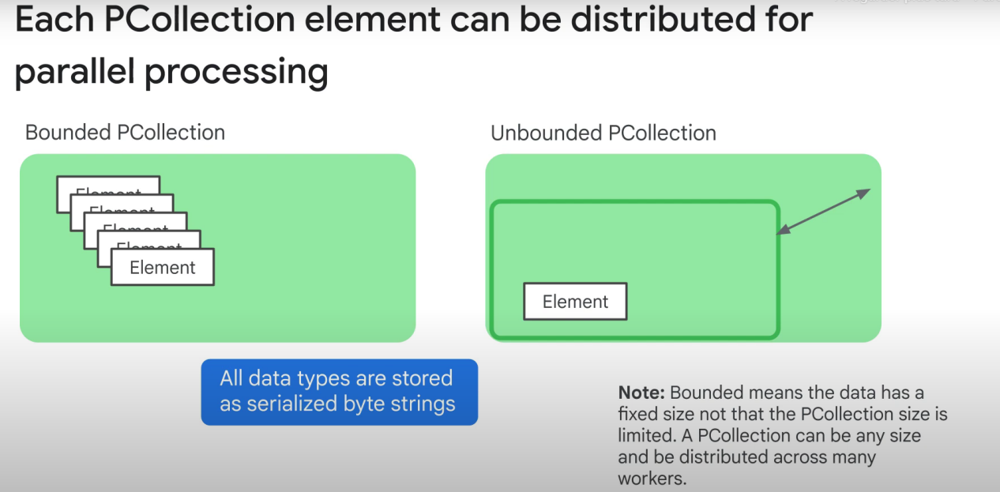 Each PCollection element can be distributed for
parallel processing
Bounded PCollection
Unbounded PCollection
Element
Element
Element
Element
Element
Element
All data types are stored
as serialized byte strings
Note: Bounded means the data has a
fixed size not that the PCollection size is
limited. A PCollection can be any size
and be distributed across many
workers.